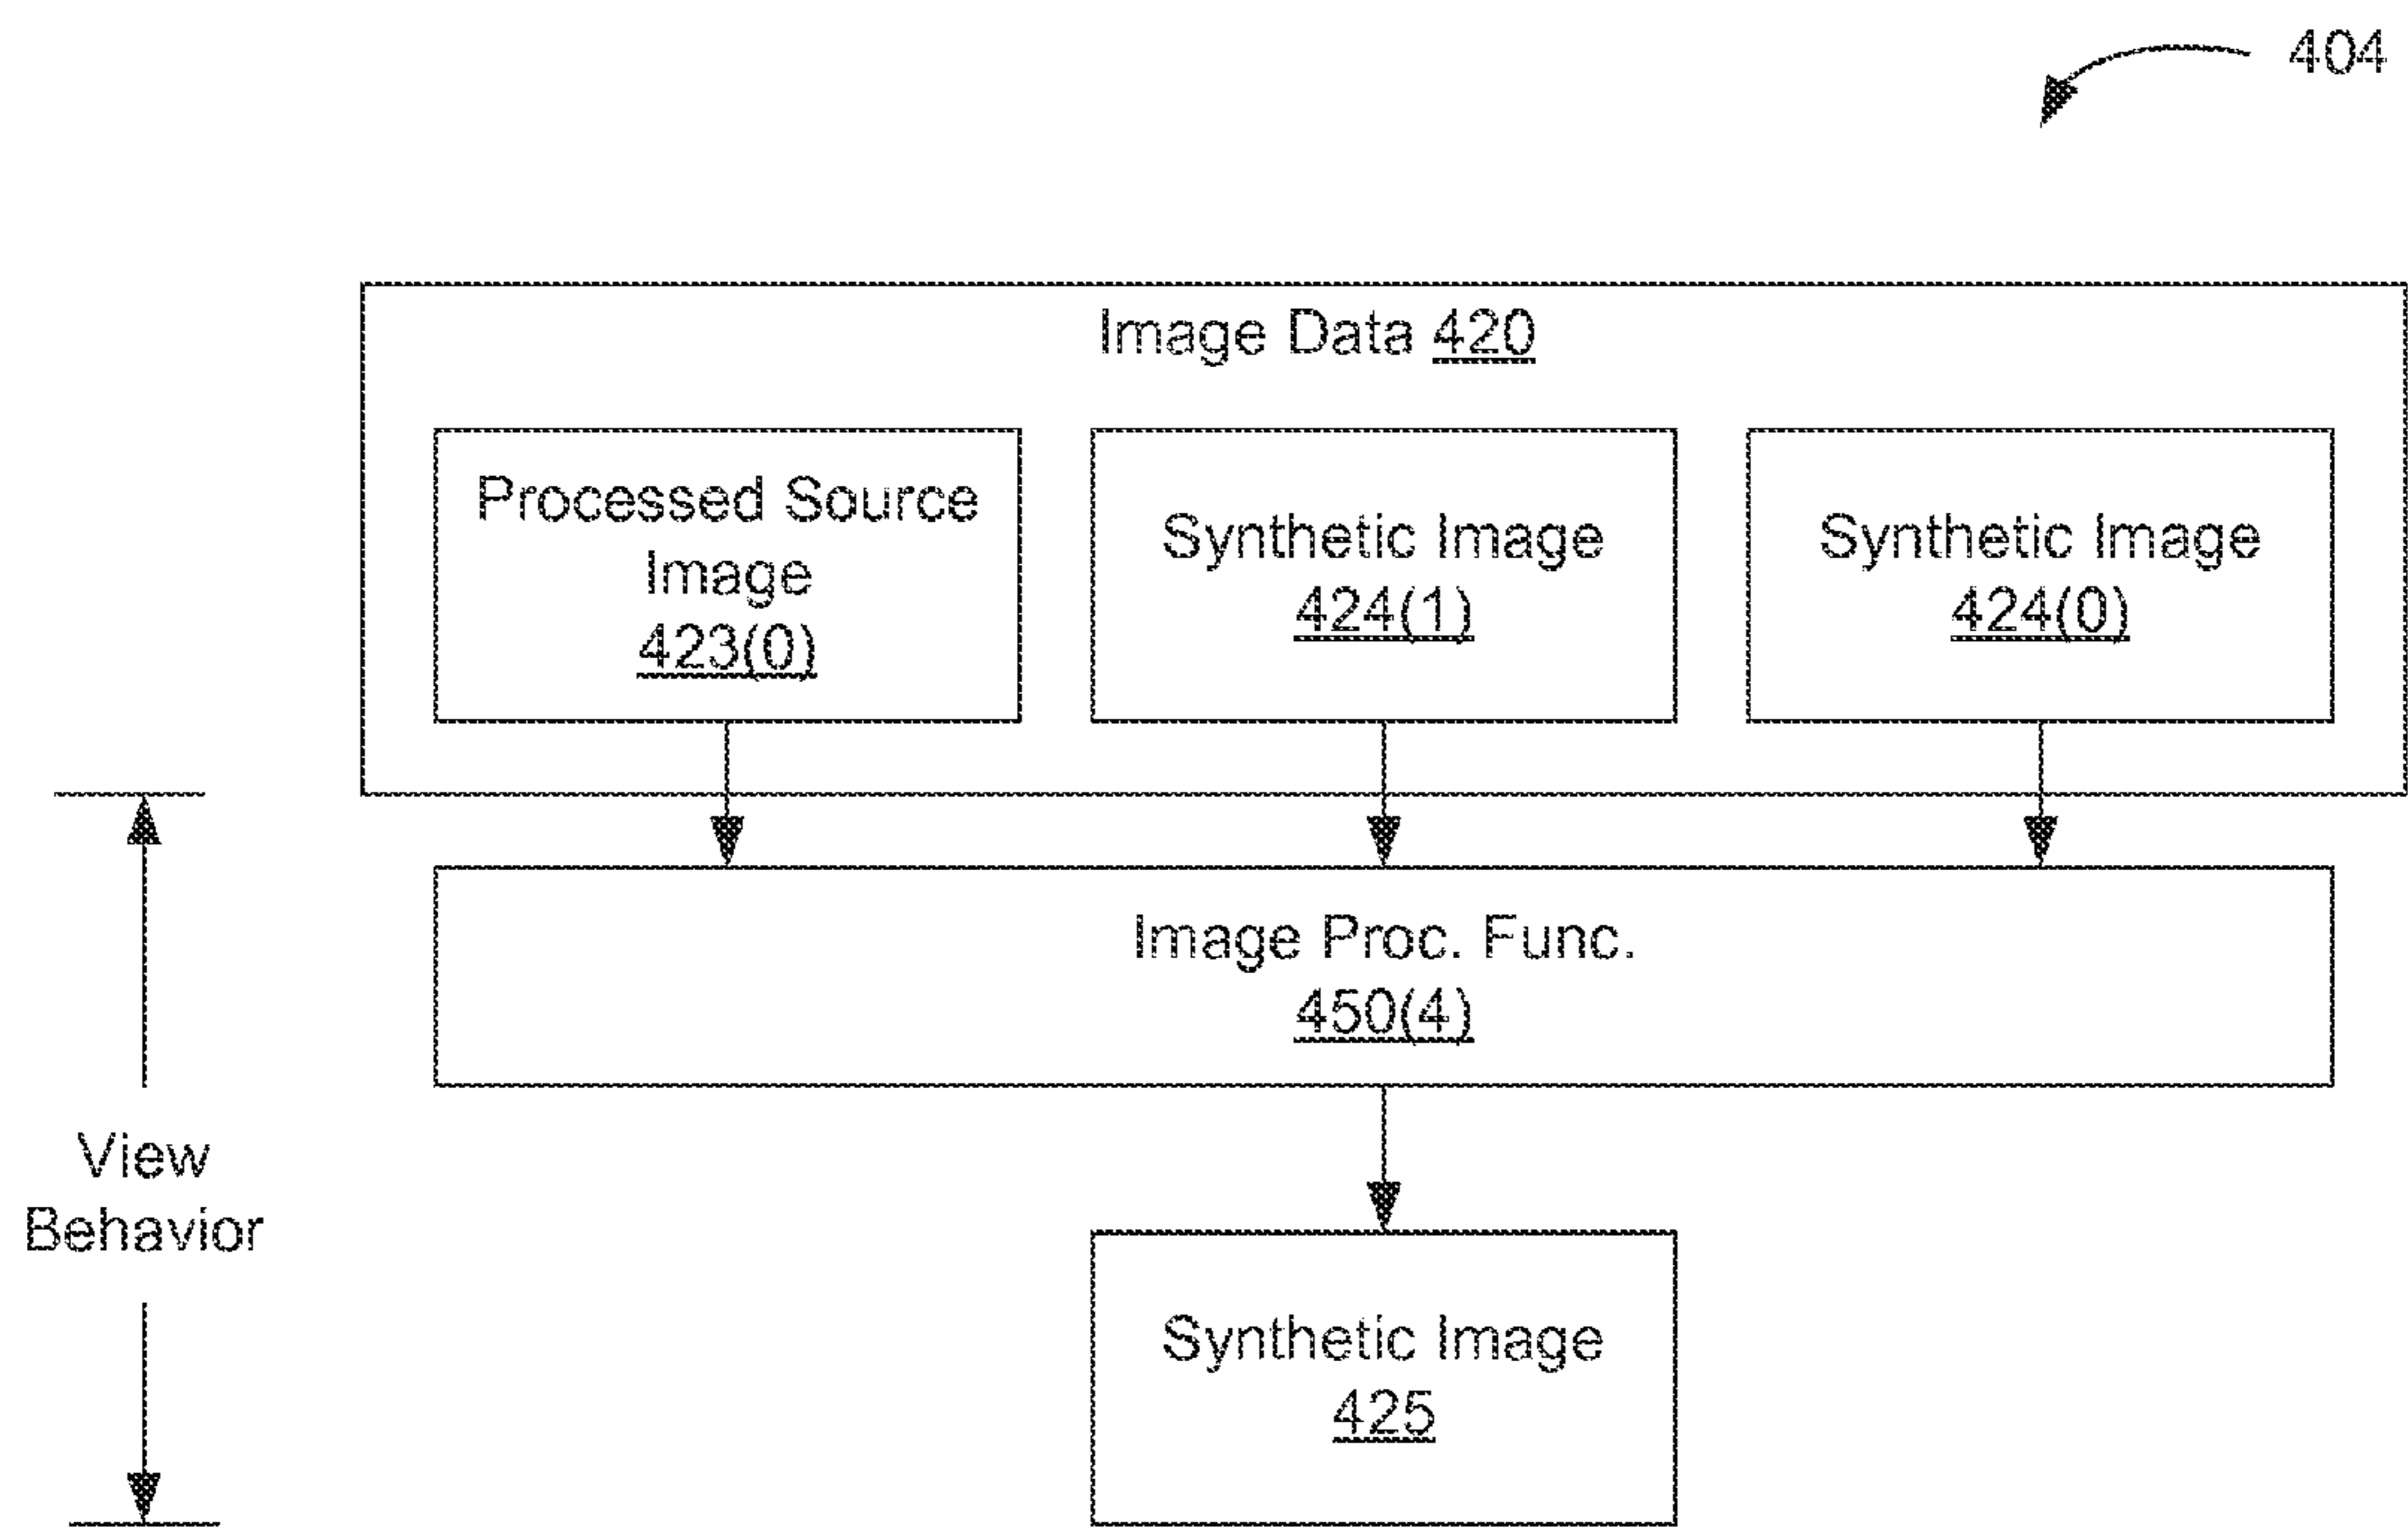 404
Image Data 420
Processed Source
Image
423(0)
Synthetic Image
424(1)
Synthetic Image
424(0)
Image Proc. Func.
450(4)
View
Behavior
Synthetic Image
425